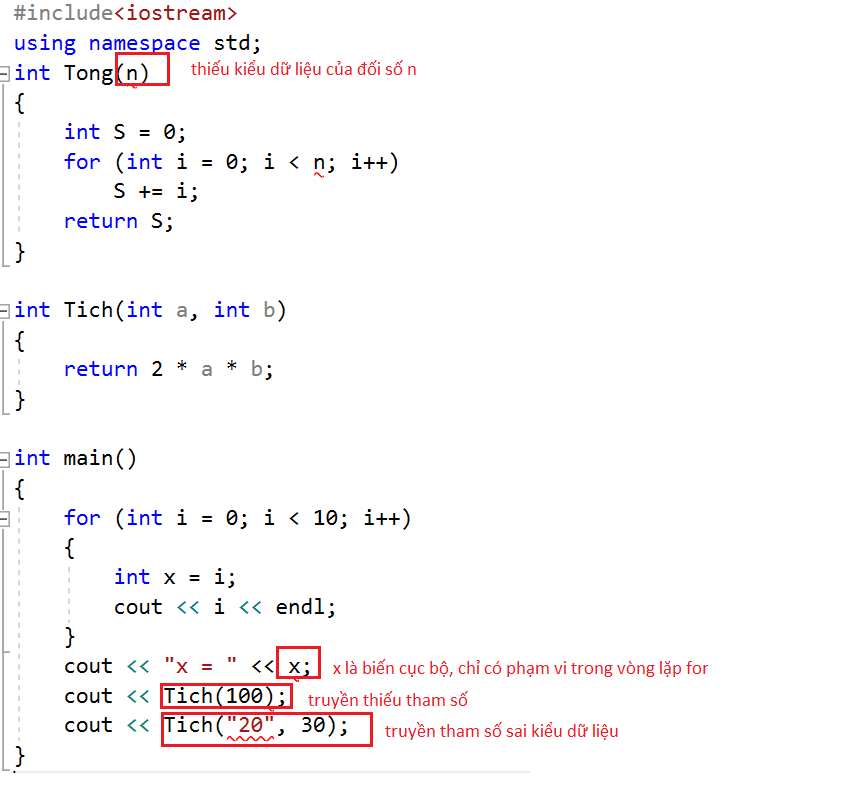 #include<iostream>
using namespace std;
int Tong(n) thiếu kiểu dữ liệu của đối số n
{
    int S = 0;
    for (int i = 0; i < n; i++)
        S += i;
    return S;
}
int Tich(int a, int b)
{
    return 2 * a * b;
}
int main()
{
    for (int i = 0; i < 10; i++)
    {
        int x = i;
        cout << i << endl;
    }
    cout << "x = " << x; x là biến cục bộ, chỉ có phạm vi trong vòng lặp for
    cout << Tich(100); truyền thiếu tham số
    cout << Tich("20", 30); truyền tham số sai kiểu dữ liệu
}